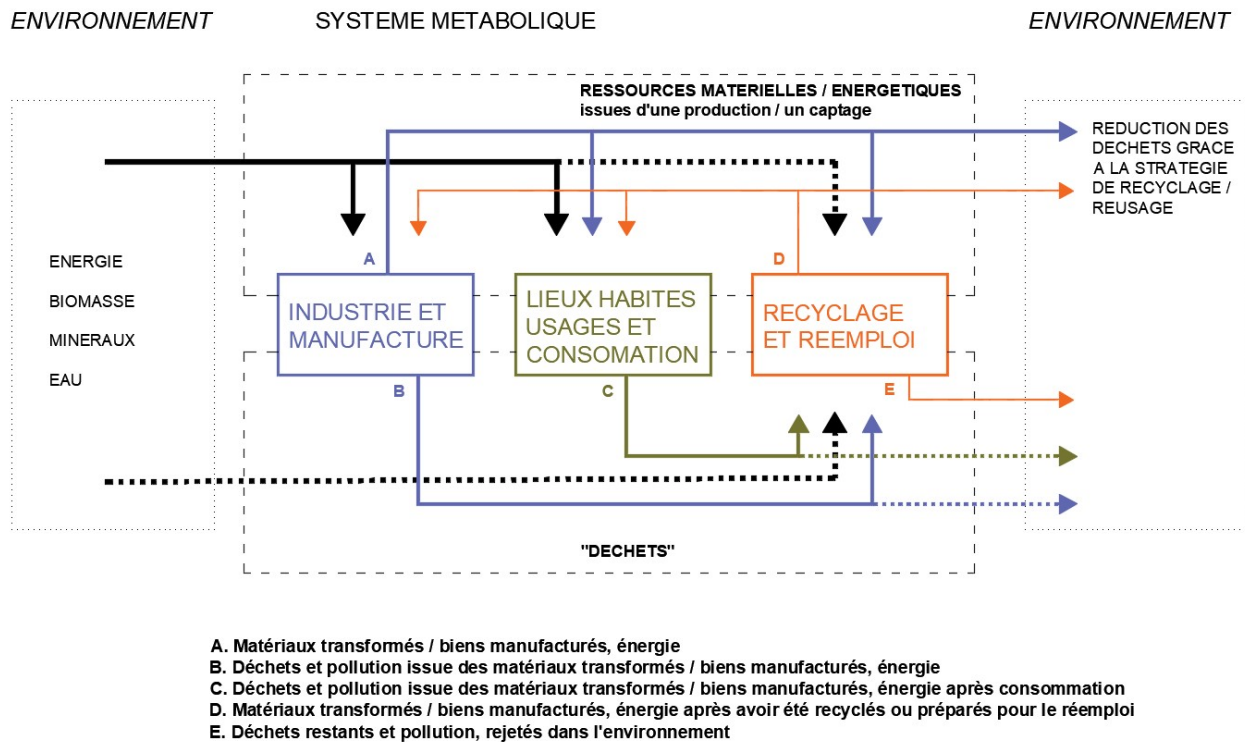 ENVIRONNEMENT
SYSTEME METABOLIQUE
ENVIRONNEMENT
RESSOURCES MATERIELLES / ENERGETIQUES
issues d'une production / un captage
REDUCTION DES
DECHETS GRACE
A LA STRATEGIE
DE RECYCLAGE /
REUSAGE
ENERGIE
BIOMASSE
MINERAUX
EAU
A
D
INDUSTRIE ET
MANUFACTURE
LIEUX HABITES
USAGES ET
CONSOMATION
RECYCLAGE
ET REEMPLOI
B
C
E
"DECHETS"
A. Matériaux transformés / biens manufacturés, énergie
B. Déchets et pollution issue des matériaux transformés / biens manufacturés, énergie
C. Déchets et pollution issue des matériaux transformés / biens manufacturés, énergie après consommation
D. Matériaux transformés / biens manufacturés, énergie après avoir été recyclés ou préparés pour le réemploi
E. Déchets restants et pollution, rejetés dans l'environnement